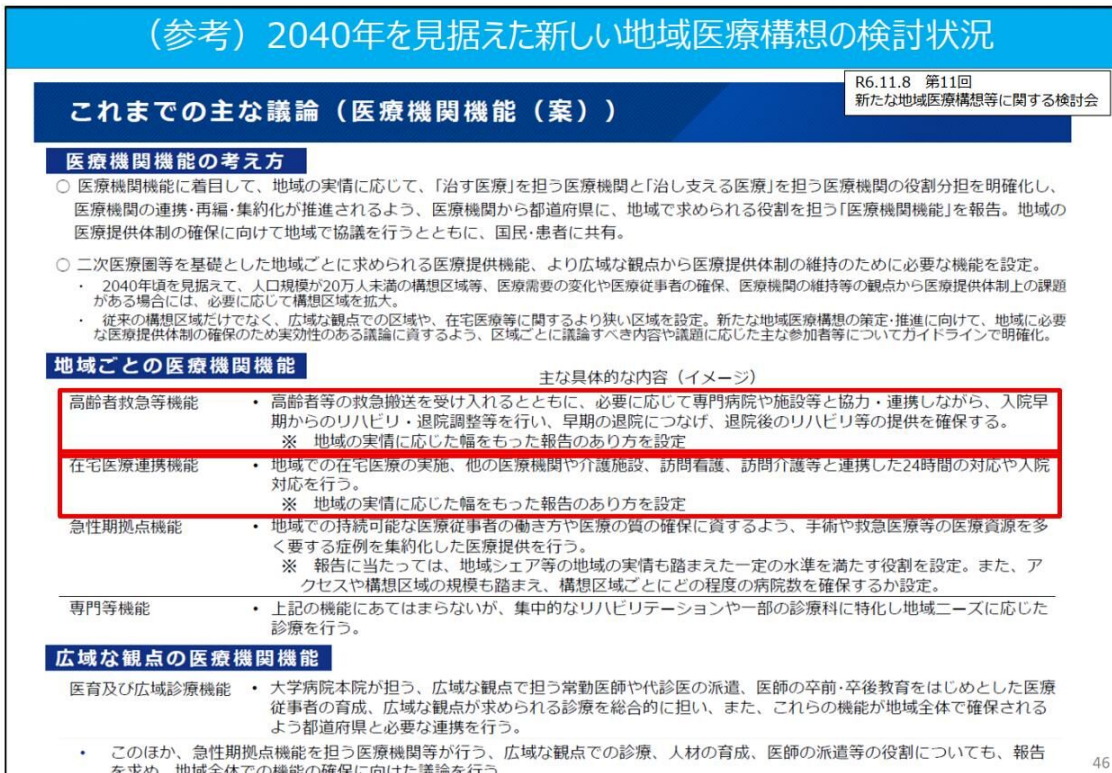 （参考）2040年を見据えた新しい地域医療構想の検討状況
R6.11.8　第11回
新たな地域医療構想等に関する検討会
これまでの主な議論（医療機関機能（案））
医療機関機能の考え方
○ 医療機関機能に着目して、地域の実情に応じて、「治す医療」を担う医療機関と「治し支える医療」を担う医療機関の役割分担を明確化し、
医療機関の連携・再編・集約化が推進されるよう、医療機関から都道府県に、地域で求められる役割を担う「医療機関機能」を報告。地域の
医療提供体制の確保に向けて地域で協議を行うとともに、国民・患者に共有。
○ 二次医療圏等を基礎とした地域ごとに求められる医療提供機能、より広域な観点から医療提供体制の維持のために必要な機能を設定。
・ 2040年頃を見据えて、人口規模が20万人未満の構想区域等、医療需要の変化や医療従事者の確保、医療機関の維持等の観点から医療提供体制上の課題
がある場合には、必要に応じて構想区域を拡大。
・ 従来の構想区域だけでなく、広域な観点での区域や、在宅医療等に関するより狭い区域を設定。新たな地域医療構想の策定・推進に向けて、地域に必要
な医療提供体制の確保のため実効性のある議論に資するよう、区域ごとに議論すべき内容や議題に応じた主な参加者等についてガイドラインで明確化。
地域ごとの医療機関機能
主な具体的な内容（イメージ）
高齢者救急等機能 • 高齢者等の救急搬送を受け入れるとともに、必要に応じて専門病院や施設等と協力・連携しながら、入院早
期からのリハビリ・退院調整等を行い、早期の退院につなげ、退院後のリハビリ等の提供を確保する。
※ 地域の実情に応じた幅をもった報告のあり方を設定
在宅医療連携機能 • 地域での在宅医療の実施、他の医療機関や介護施設、訪問看護、訪問介護等と連携した24時間の対応や入院
対応を行う。
※ 地域の実情に応じた幅をもった報告のあり方を設定
急性期拠点機能 • 地域での持続可能な医療従事者の働き方や医療の質の確保に資するよう、手術や救急医療等の医療資源を多
く要する症例を集約化した医療提供を行う。
※ 報告に当たっては、地域シェア等の地域の実情も踏まえた一定の水準を満たす役割を設定。また、ア
クセスや構想区域の規模も踏まえ、構想区域ごとにどの程度の病院数を確保するか設定。
専門等機能 • 上記の機能にあてはまらないが、集中的なリハビリテーションや一部の診療科に特化し地域ニーズに応じた
診療を行う。
広域な観点の医療機関機能
医育及び広域診療機能 • 大学病院本院が担う、広域な観点で担う常勤医師や代診医の派遣、医師の卒前・卒後教育をはじめとした医療
従事者の育成、広域な観点が求められる診療を総合的に担い、また、これらの機能が地域全体で確保される
よう都道府県と必要な連携を行う。
• このほか、急性期拠点機能を担う医療機関等が行う、広域な観点での診療、人材の育成、医師の派遣等の役割についても、報告
を求め、地域全体での機能の確保に向けた議論を行う
46